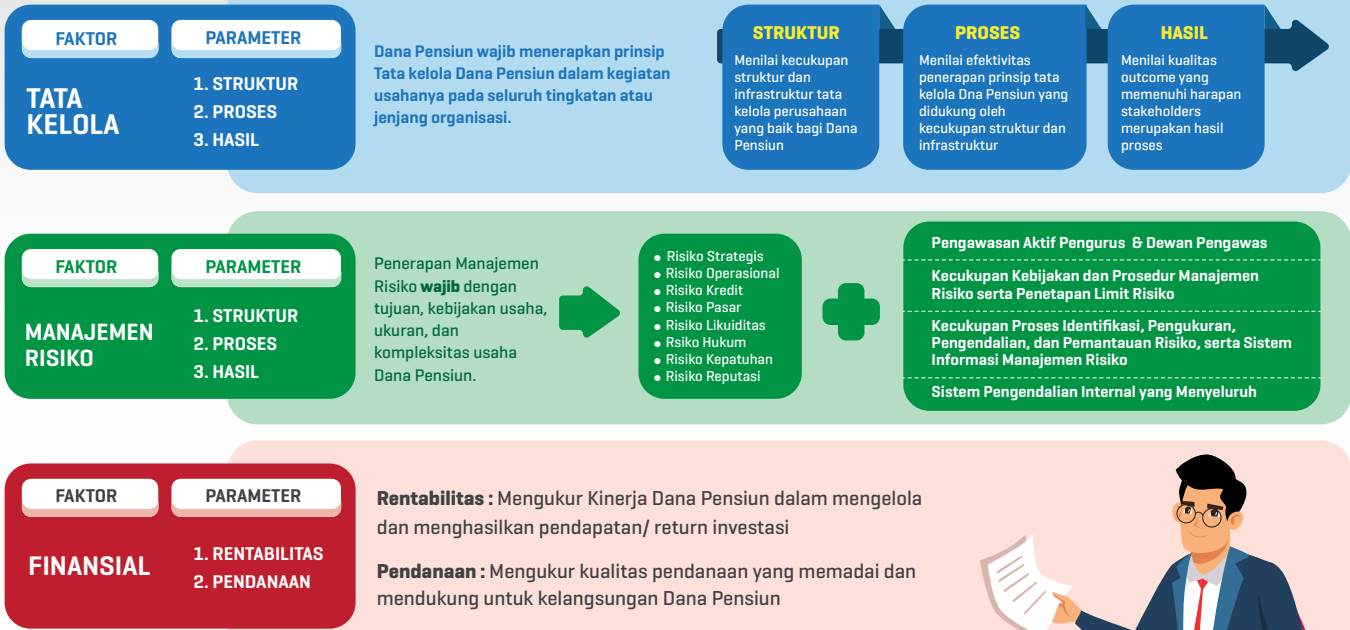 FAKTOR
PARAMETER
TATA
KELOLA
1. STRUKTUR
2. PROSES
3. HASIL
Dana Pensiun wajib menerapkan prinsip
Tata kelola Dana Pensiun dalam kegiatan
usahanya pada seluruh tingkatan atau
jenjang organisasi.
STRUKTUR
Menilai kecukupan
struktur dan
infrastruktur tata
kelola perusahaan
yang baik bagi Dana
Pensiun
PROSES
Menilai efektivitas
penerapan prinsip tata
kelola Dna Pensiun yang
didukung oleh
kecukupan struktur dan
infrastruktur
HASIL
Menilai kualitas
outcome yang
memenuhi harapan
stakeholders
merupakan hasil
proses
FAKTOR
PARAMETER
MANAJEMEN
RISIKO
1. STRUKTUR
2. PROSES
3. HASIL
Penerapan Manajemen
Risiko wajib dengan
tujuan, kebijakan usaha,
ukuran, dan
kompleksitas usaha
Dana Pensiun.
● Risiko Strategis
● Risiko Operasional
● Risiko Kredit
● Risiko Pasar
● Risiko Likuiditas
● Rsiko Hukum
● Risiko Kepatuhan
● Risiko Reputasi
Pengawasan Aktif Pengurus & Dewan Pengawas
Kecukupan Kebijakan dan Prosedur Manajemen
Risiko serta Penetapan Limit Risiko
Kecukupan Proses Identifikasi, Pengukuran,
Pengendalian, dan Pemantauan Risiko, serta Sistem
Informasi Manajemen Risiko
Sistem Pengendalian Internal yang Menyeluruh
FAKTOR
PARAMETER
FINANSIAL
1. RENTABILITAS
2. PENDANAAN
Rentabilitas : Mengukur Kinerja Dana Pensiun dalam mengelola
dan menghasilkan pendapatan/ return investasi
Pendanaan : Mengukur kualitas pendanaan yang memadai dan
mendukung untuk kelangsungan Dana Pensiun